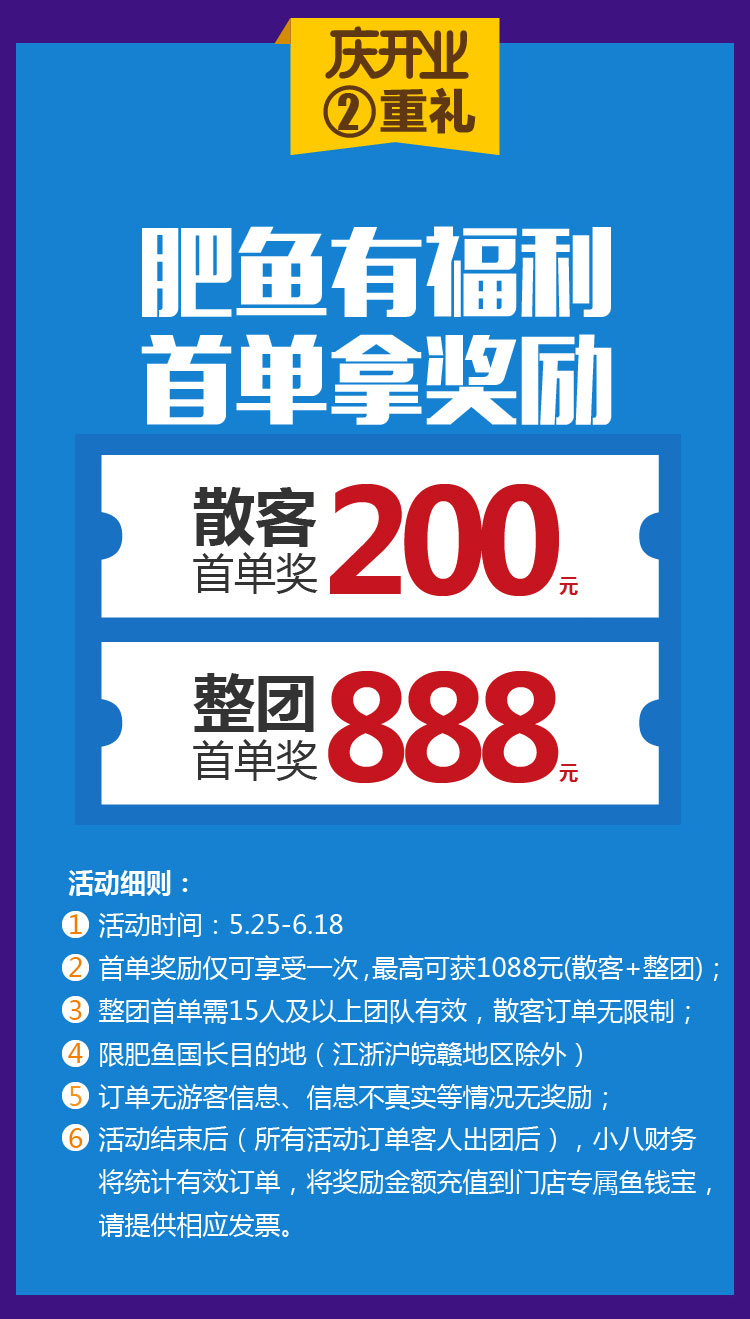 庆开业
②重礼
肥鱼有福利
首单拿奖励
散客
首单奖
200元
整团
首单奖
888元
活动细则：
1 活动时间：5.25-6.18
2 首单奖励仅可享受一次,最高可获1088元(散客+整团)；
3 整团首单需15人及以上团队有效，散客订单无限制；
4 限肥鱼国长目的地（江浙沪皖赣地区除外）
5 订单无游客信息、信息不真实等情况无奖励；
6 活动结束后（所有活动订单客人出团后），小八财务
将统计有效订单，将奖励金额充值到门店专属鱼钱宝，
请提供相应发票。